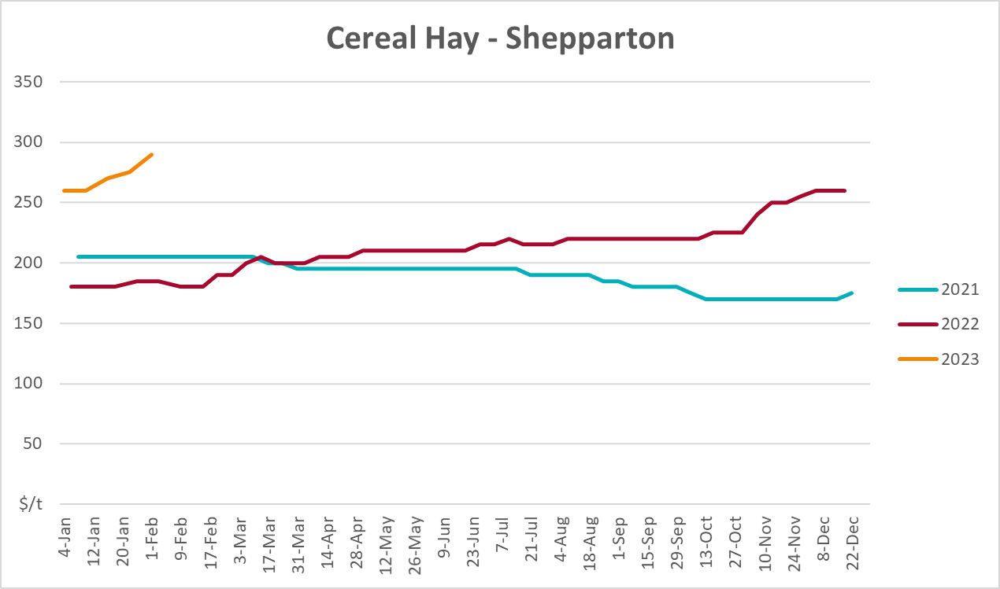 Cereal Hay - Shepparton
350
300
250
200
150
100
50
$/t
4-Jan
12-Jan
20-Jan
1-Feb
9-Feb
17-Feb
3-Mar
17-Mar
31-Mar
14-Apr
28-Apr
12-May
26-May
9-Jun
23-Jun
7-Jul
21-Jul
4-Aug
18-Aug
1-Sep
15-Sep
29-Sep
13-Oct
27-Oct
10-Nov
24-Nov
8-Dec
22-Dec
2021
2022
2023